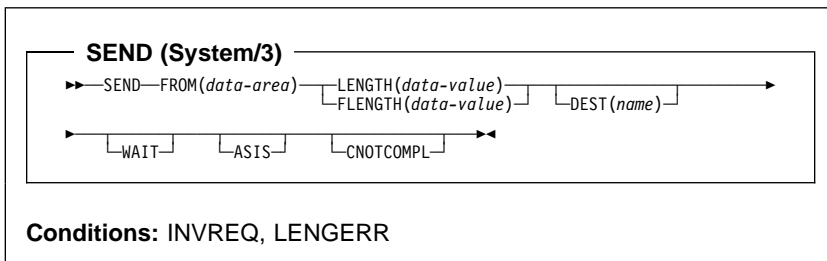 SEND (System/3)
SEND FROM(data-area) LENGTH(data-value)
FLENGTH(data-value) DEST(name)
WAIT ASIS CNOTCOMPL
Conditions: INVREQ, LENGERR